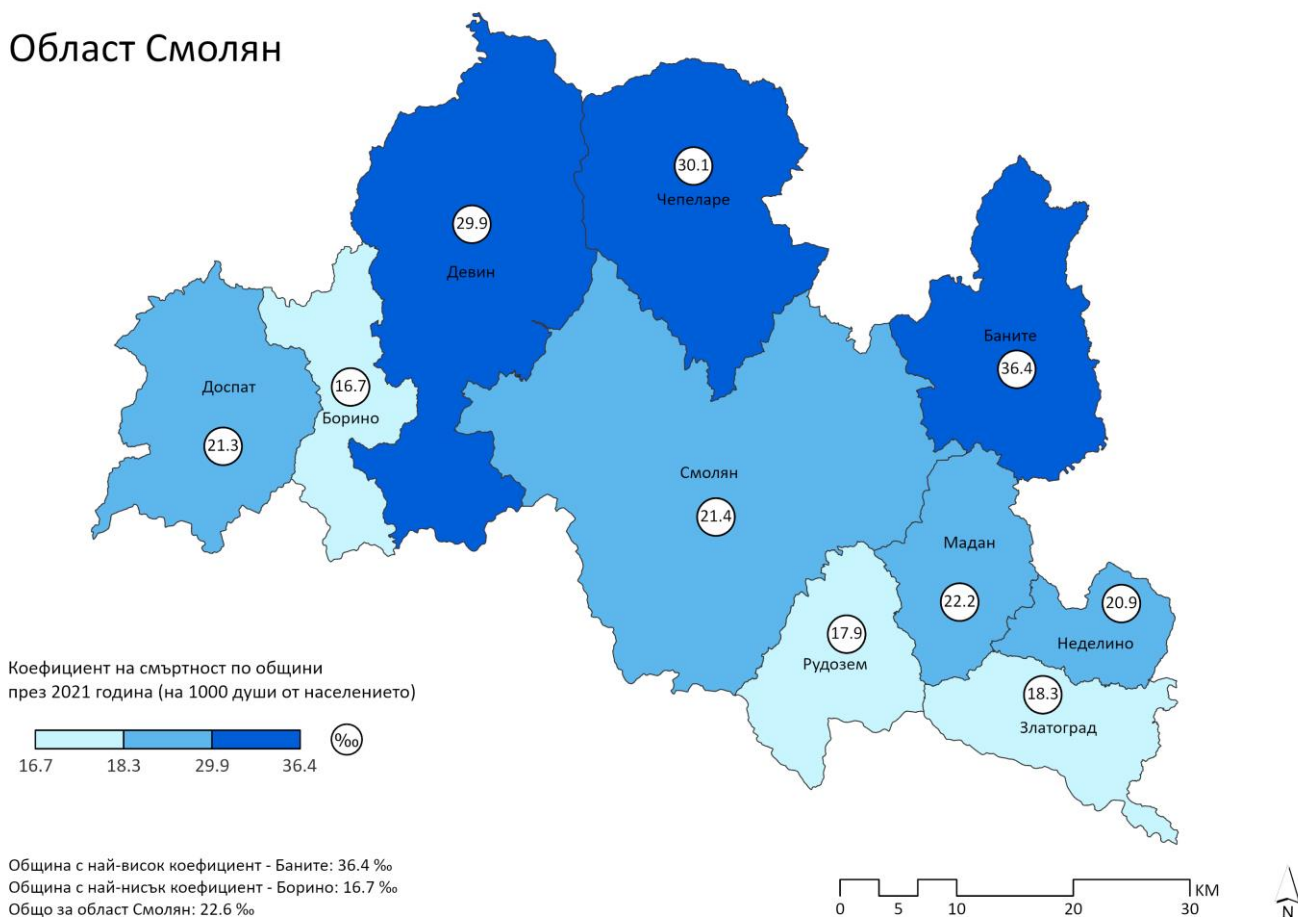 Област Смолян
30.1
Чепеларе
29.9
Девин
Баните
36.4
Доспат
16.7
Борино
21.3
Смолян
21.4
Мадан
22.2
20.9
Неделино
17.9
Рудозем
18.3
Златоград
Коефициент на смъртност по общини
през 2021 година (на 1000 души от населението)
‰
16.7 18.3 29.9 36.4
Община с най-висок коефициент - Баните: 36.4 ‰
Община с най-нисък коефициент - Борино: 16.7 ‰
Общо за област Смолян: 22.6 ‰
КМ
0 5 10 20 30
N